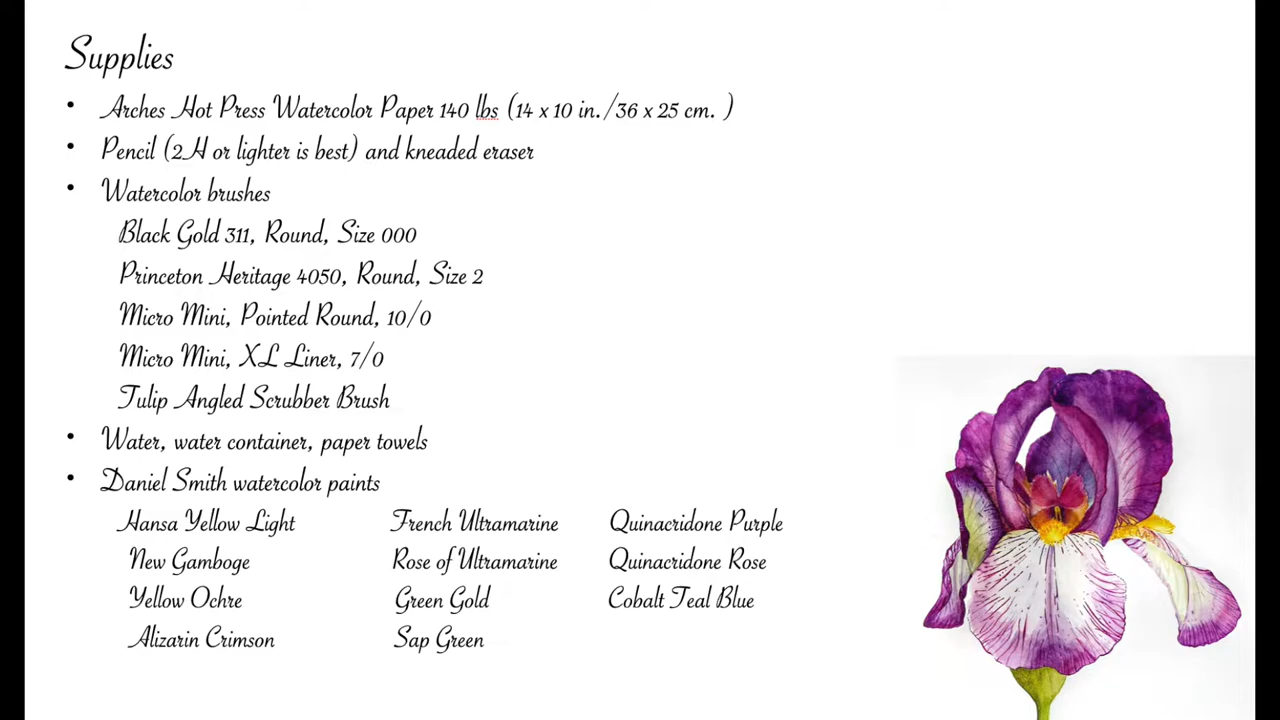 Supplies
• Arches Hot Press Watercolor Paper 140 lbs (14 x 10 in./36 x 25 cm. )
• Pencil (2H or lighter is best) and kneaded eraser
• Watercolor brushes
Black Gold 311, Round, Size 000
Princeton Heritage 4050, Round, Size 2
Micro Mini, Pointed Round, 10/0
Micro Mini, XL Liner, 7/0
Tulip Angled Scrubber Brush
• Water, water container, paper towels
• Daniel Smith watercolor paints
Hansa Yellow Light French Ultramarine Quinacridone Purple
New Gamboge Rose of Ultramarine Quinacridone Rose
Yellow Ochre Green Gold Cobalt Teal Blue
Alizarin Crimson Sap Green